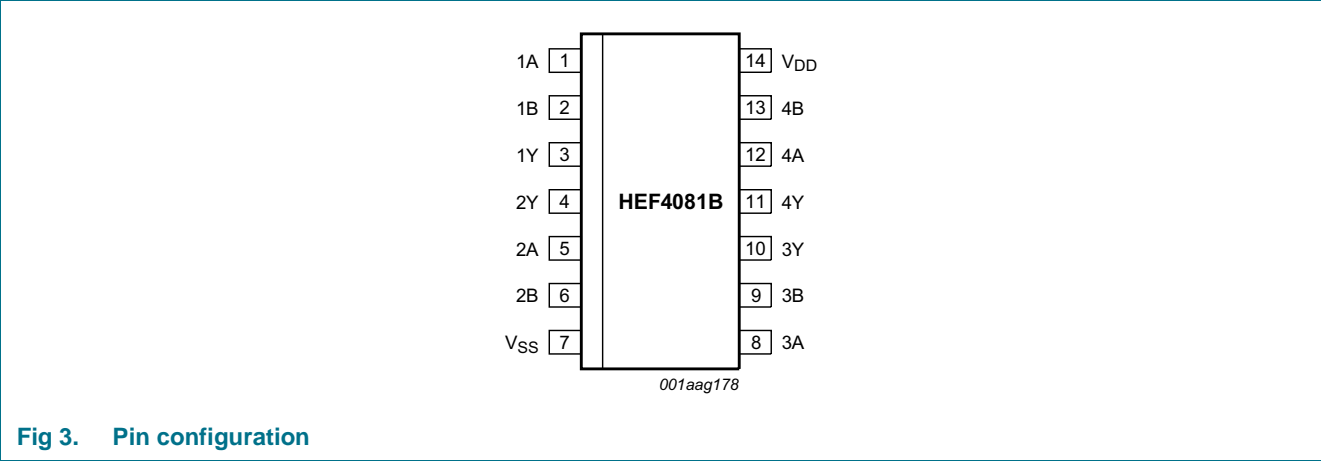 1A 1 14 VDD
1B 2 13 4B
1Y 3 12 4A
2Y 4 HEF4081B 11 4Y
2A 5 10 3Y
2B 6 9 3B
VSS 7 8 3A
001aag178
Fig 3. Pin configuration